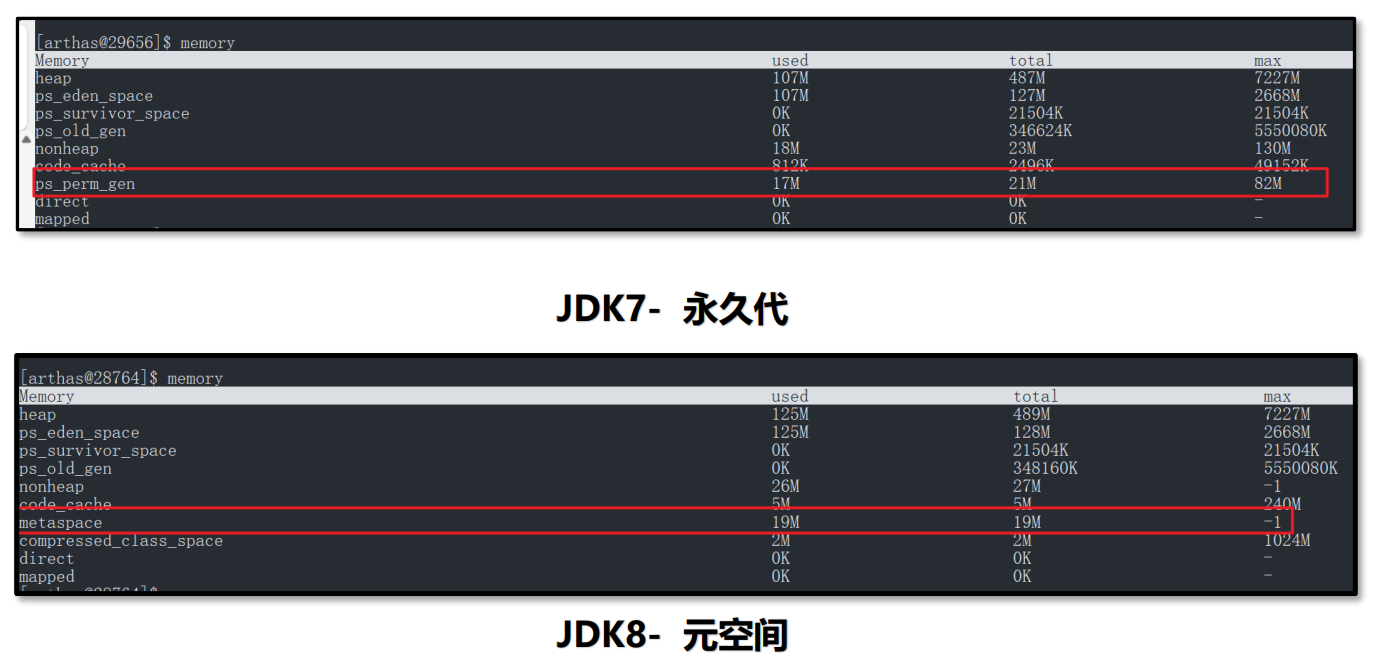 [arthas@29656]$ memory
Memory used total max
heap 107M 487M 7227M
ps_eden_space 107M 127M 2668M
ps_survivor_space 0K 21504K 21504K
ps_old_gen 0K 346624K 5550080K
nonheap 18M 23M 130M
code_cache 812K 2496K 49152K
ps_perm_gen 17M 21M 82M
direct 0K 0K -
mapped 0K 0K -
JDK7- 永久代
[arthas@28764]$ memory
Memory used total max
heap 125M 489M 7227M
ps_eden_space 125M 128M 2668M
ps_survivor_space 0K 21504K 21504K
ps_old_gen 0K 348160K 5550080K
nonheap 26M 27M -1
code_cache 5M 5M 240M
metaspace 19M 19M -1
compressed_class_space 2M 2M 1024M
direct 0K 0K -
mapped 0K 0K -
JDK8- 元空间